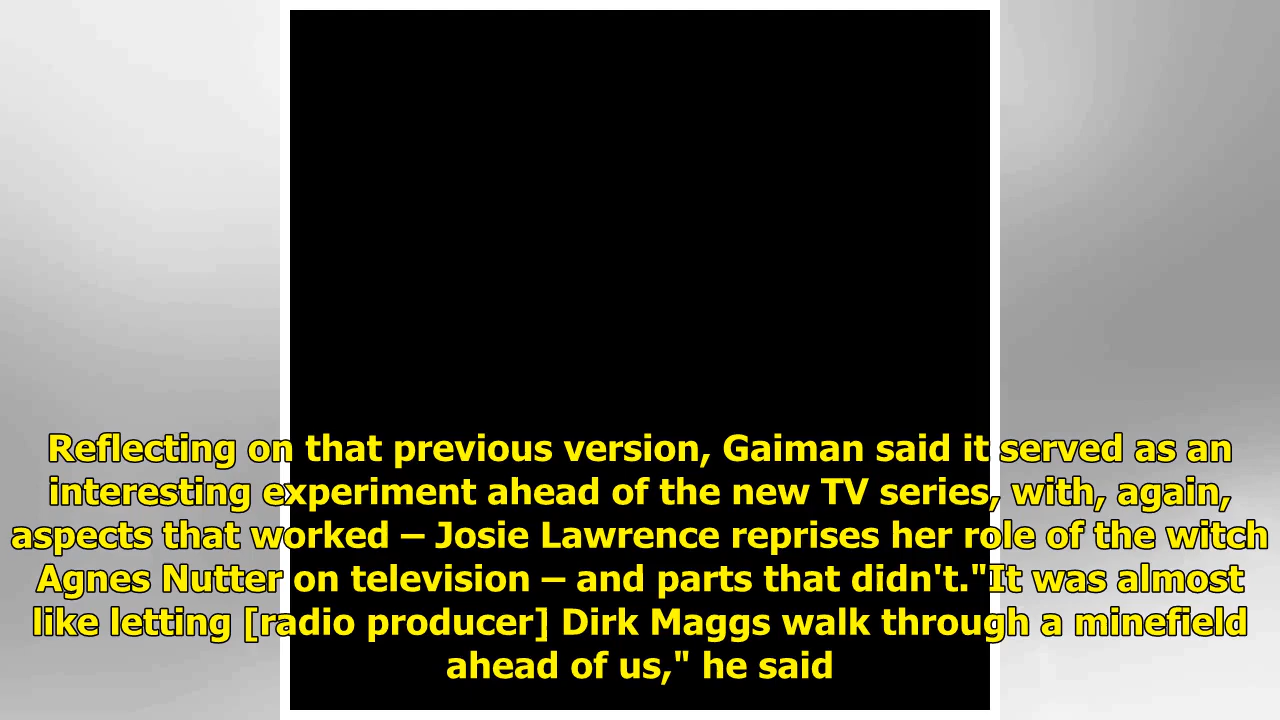 Reflecting on that previous version, Gaiman said it served as an
interesting experiment ahead of the new TV series, with, again,
aspects that worked – Josie Lawrence reprises her role of the witch
Agnes Nutter on television – and parts that didn't."It was almost
like letting [radio producer] Dirk Maggs walk through a minefield
ahead of us," he said